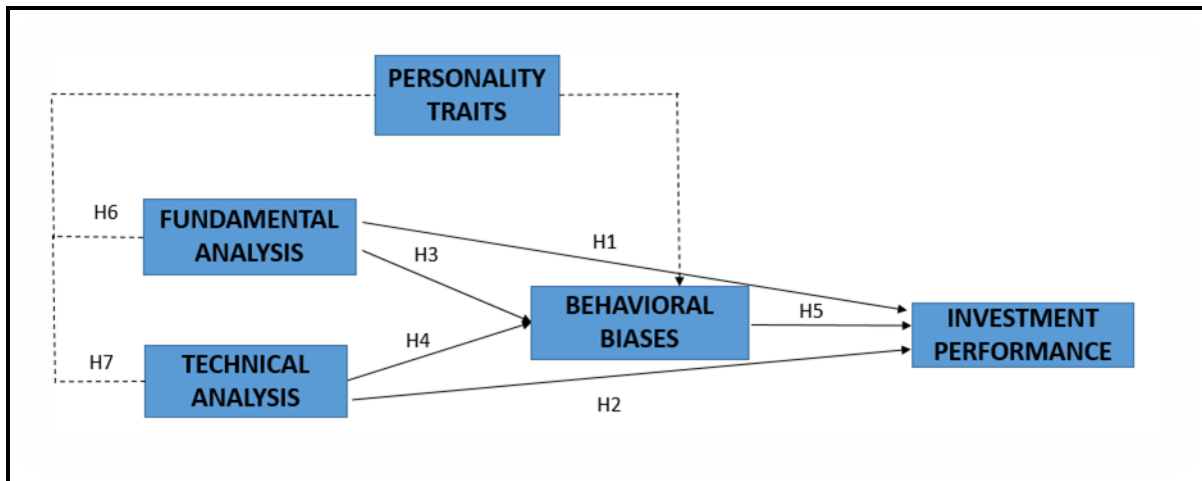 PERSONALITY
TRAITS
H6
FUNDAMENTAL
ANALYSIS
H1
H3
BEHAVIORAL
BIASES
H5
INVESTMENT
PERFORMANCE
H4
H7
TECHNICAL
ANALYSIS
H2